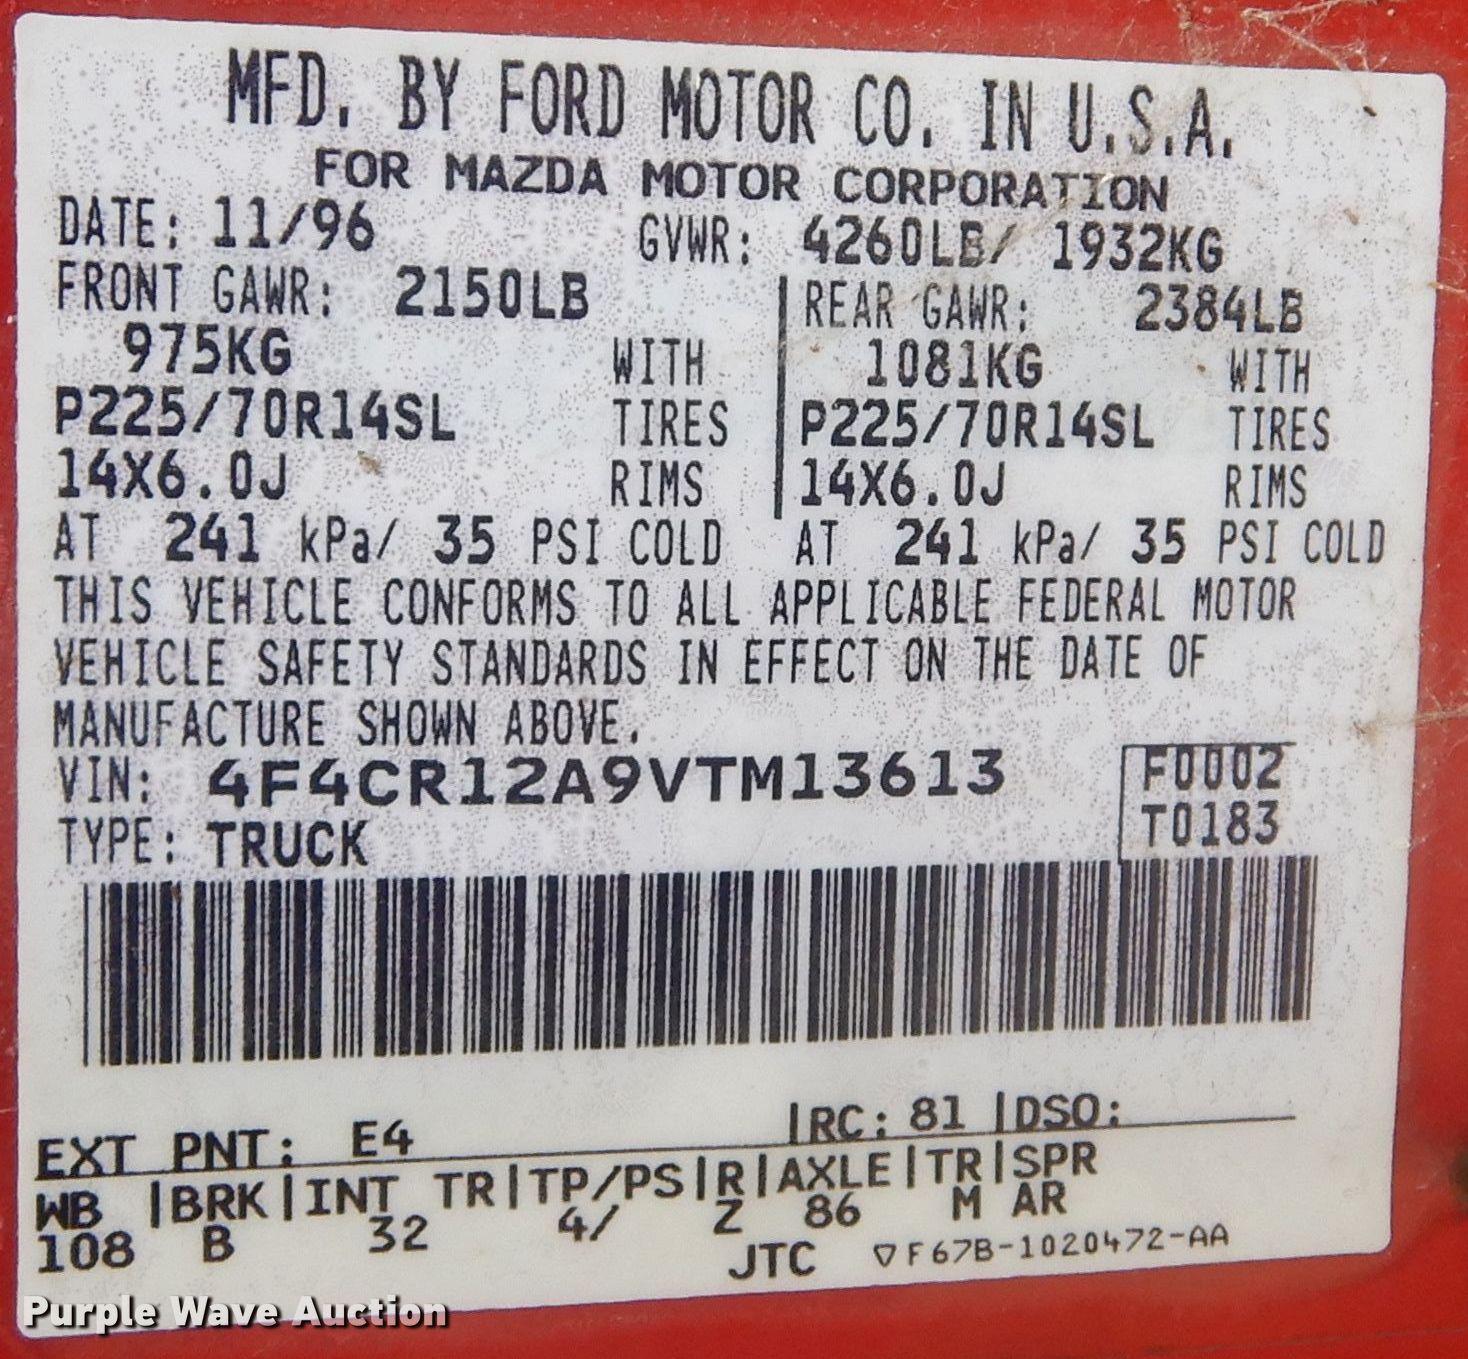 MFD. BY FORD MOTOR CO. IN U.S.A.
FOR MAZDA MOTOR CORPORATION
DATE: 11/96 GVWR: 4260LB/ 1932KG
FRONT GAWR: 2150LB REAR GAWR: 2384LB
975KG WITH 1081KG WITH
P225/70R14SL TIRES P225/70R14SL TIRES
14X6.0J RIMS 14X6.0J RIMS
AT 241 kPa/ 35 PSI COLD AT 241 kPa/ 35 PSI COLD
THIS VEHICLE CONFORMS TO ALL APPLICABLE FEDERAL MOTOR
VEHICLE SAFETY STANDARDS IN EFFECT ON THE DATE OF
MANUFACTURE SHOWN ABOVE.
VIN: 4F4CR12A9VTM13613 F0002
TYPE: TRUCK T0183
EXT PNT: E4 |RC: 81 |DSO:
WB |BRK|INT TR|TP/PS|R|AXLE|TR|SPR
108 B 32 4/ Z 86 M AR
JTC ▽F67B-1020472-AA
Purple Wave Auction